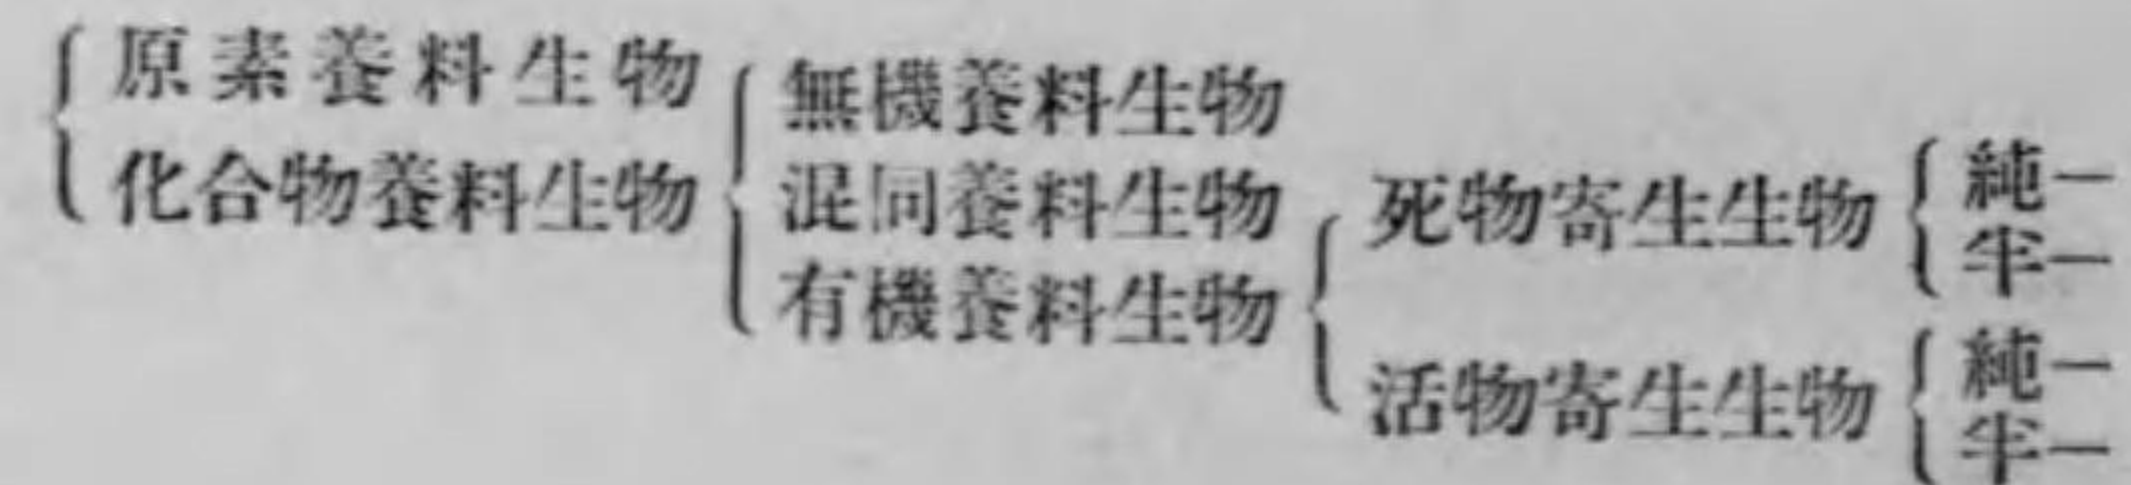 原素養料生物
化合物養料生物
無機養料生物
混同養料生物
有機養料生物
死物寄生生物
純一
半一
活物寄生生物
純一
半一